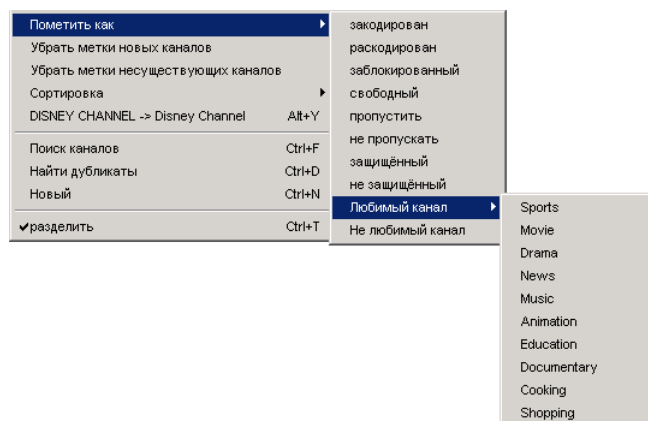 Пометить как
Убрать метки новых каналов
Убрать метки несуществующих каналов
Сортировка
DISNEY CHANNEL -> Disney Channel Alt+Y
Поиск каналов Ctrl+F
Найти дубликаты Ctrl+D
Новый Ctrl+N
разделить Ctrl+T
закодирован
раскодирован
заблокированный
свободный
пропустить
не пропускать
защищённый
не защищённый
Любимый канал
Не любимый канал
Sports
Movie
Drama
News
Music
Animation
Education
Documentary
Cooking
Shopping